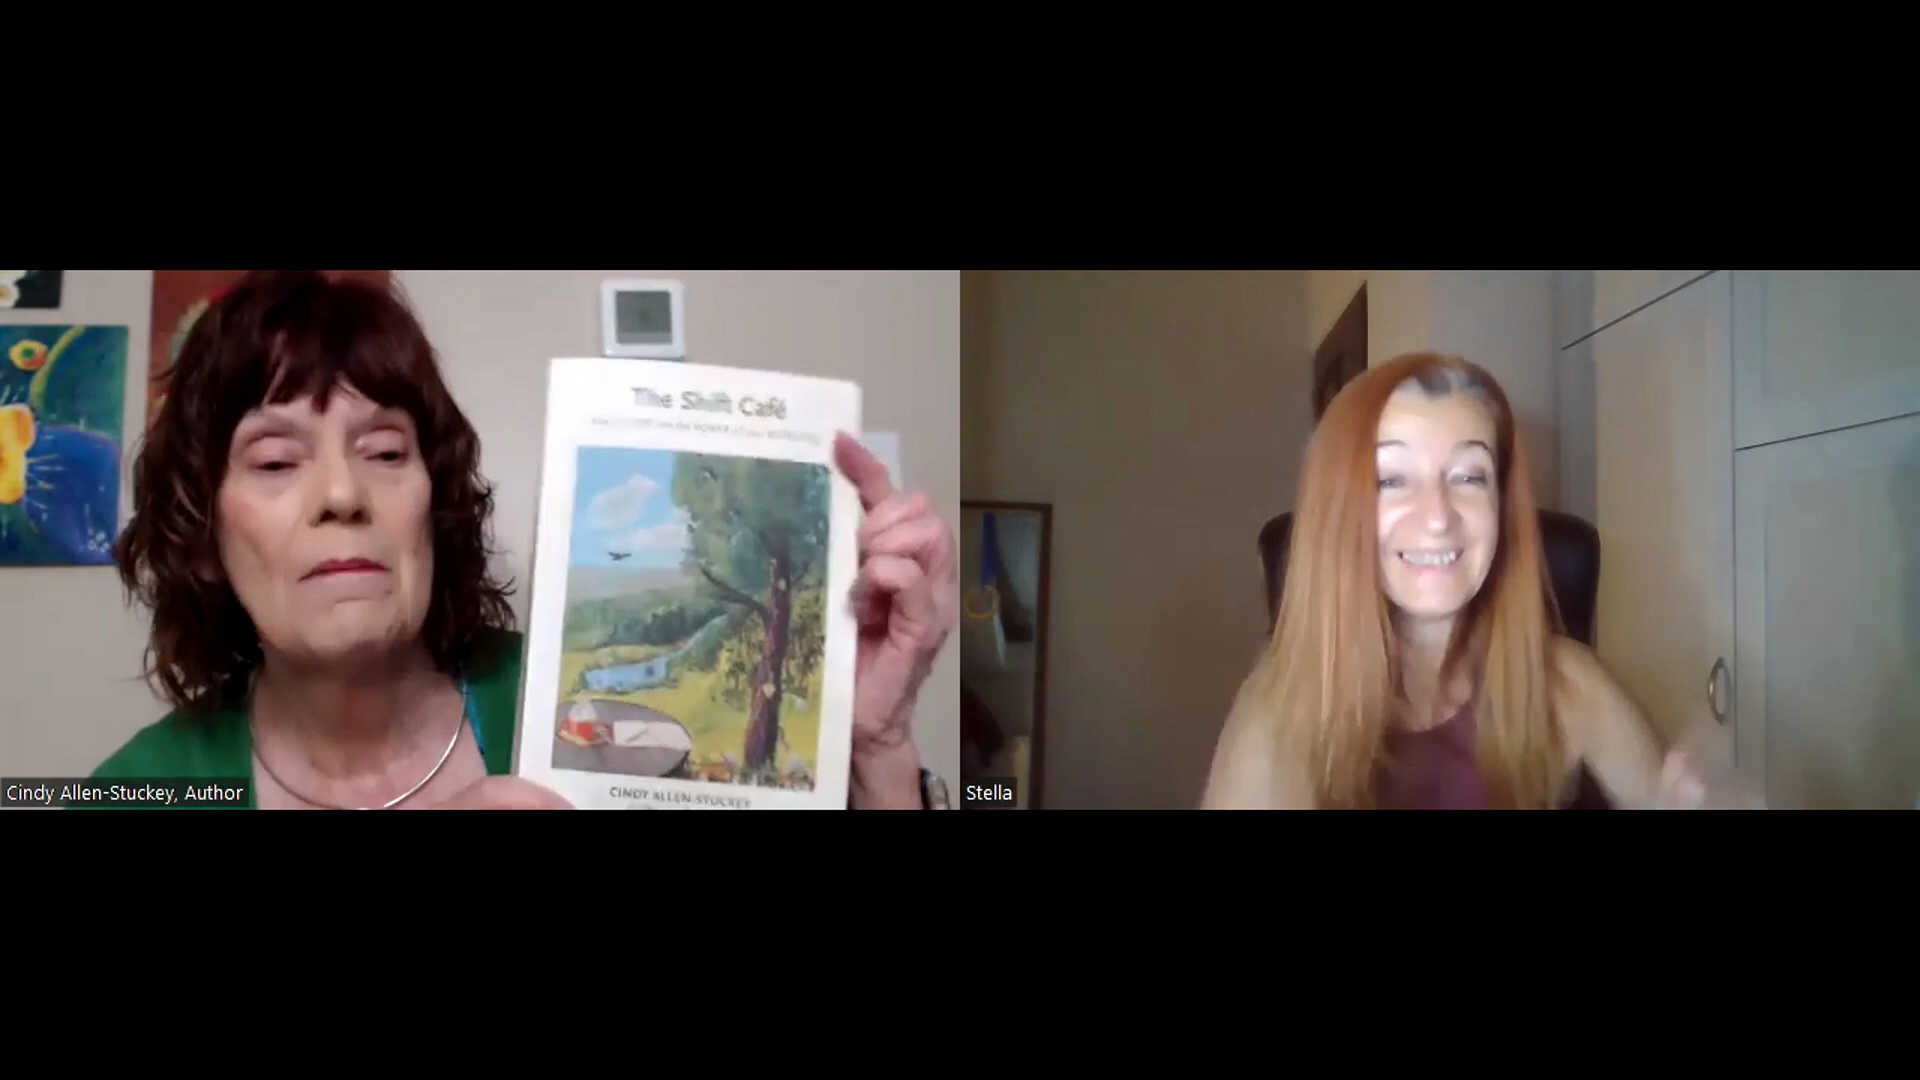 The Shift Café
CINDY ALLEN-STUCKEY
Cindy Allen-Stuckey, Author
Stella